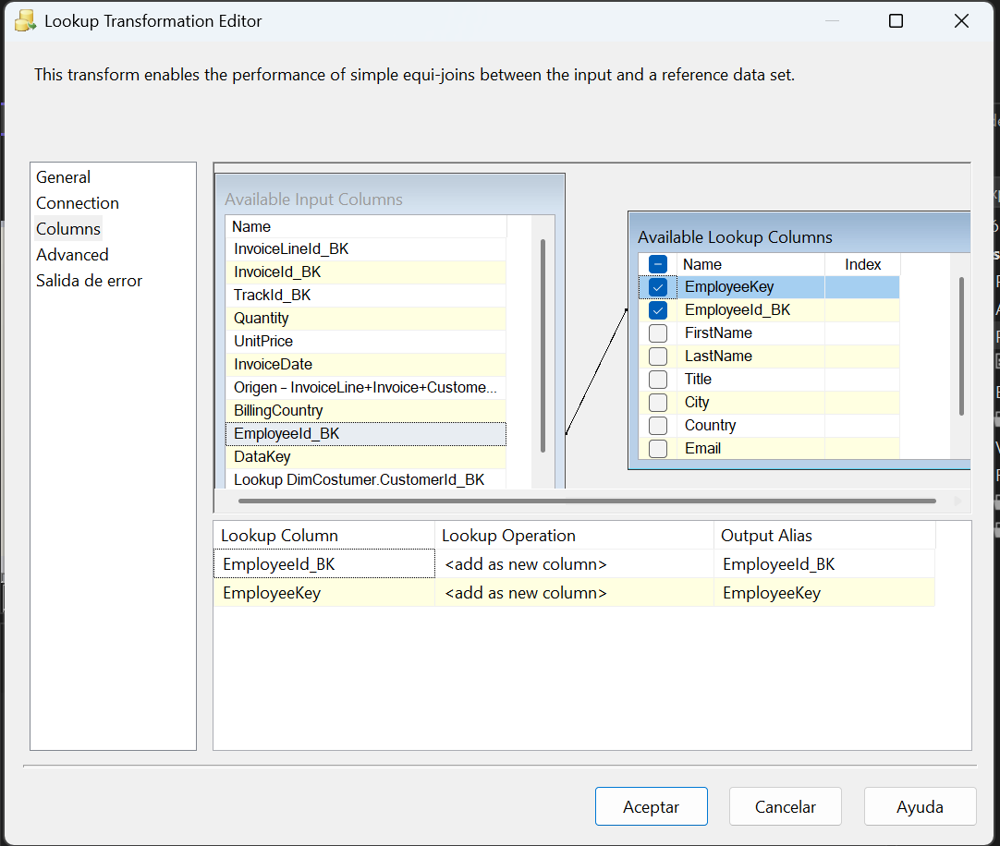 Lookup Transformation Editor
This transform enables the performance of simple equi-joins between the input and a reference data set.
General
Connection
Columns
Advanced
Salida de error
Available Input Columns
Name
InvoiceLineId_BK
InvoiceId_BK
TrackId_BK
Quantity
UnitPrice
InvoiceDate
Origen – InvoiceLine+Invoice+Custome...
BillingCountry
EmployeeId_BK
DataKey
Lookup DimCostumer.CustomerId_BK
Available Lookup Columns
Name Index
EmployeeKey
EmployeeId_BK
FirstName
LastName
Title
City
Country
Email
Lookup Column Lookup Operation Output Alias
EmployeeId_BK <add as new column> EmployeeId_BK
EmployeeKey <add as new column> EmployeeKey
Aceptar Cancelar Ayuda